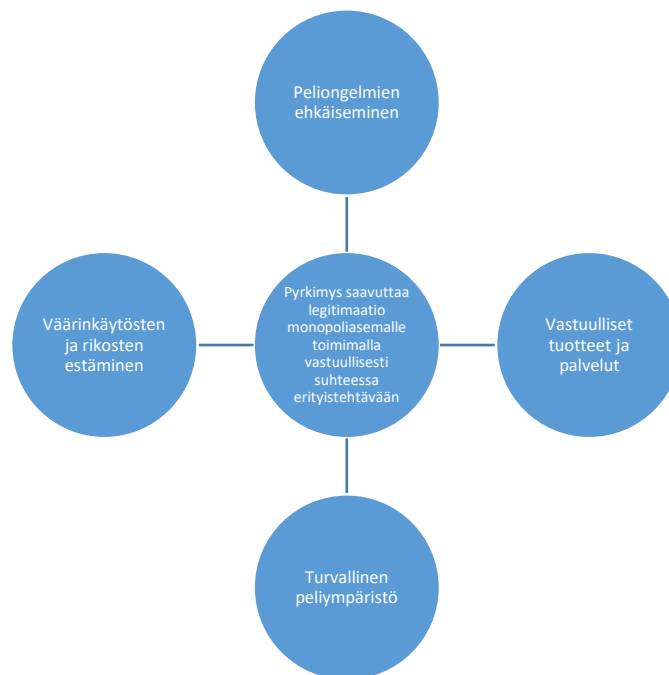 Peliongelmien
ehkäiseminen
Väärinkäytösten
ja rikosten
estäminen
Pyrkimys saavuttaa
legitimaatio
monopoliasemalle
toimimalla
vastuullisesti
suhteessa
erityistehtävään
Vastuulliset
tuotteet ja
palvelut
Turvallinen
peliympäristö